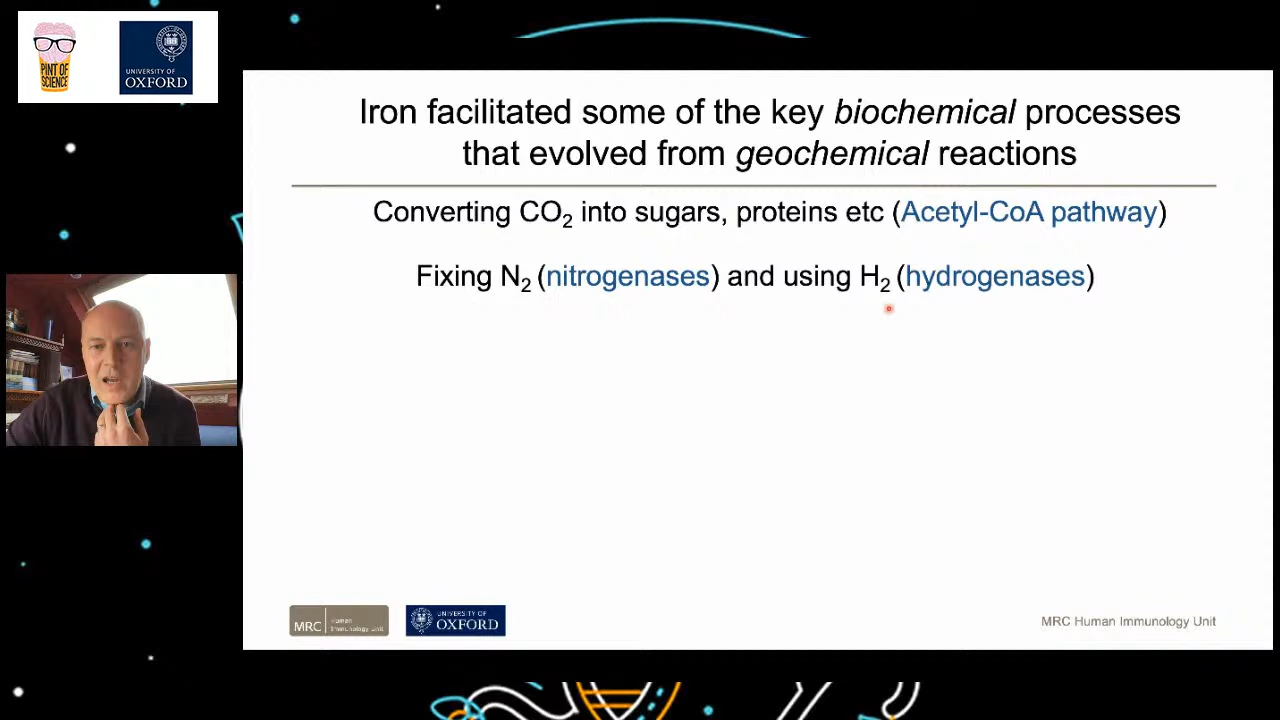 PINT OF
SCIENCE
UNIVERSITY OF
OXFORD
Iron facilitated some of the key biochemical processes
that evolved from geochemical reactions
Converting CO₂ into sugars, proteins etc (Acetyl-CoA pathway)
Fixing N₂ (nitrogenases) and using H₂ (hydrogenases)
MRC
Human
Immunology Unit
UNIVERSITY OF
OXFORD
MRC Human Immunology Unit